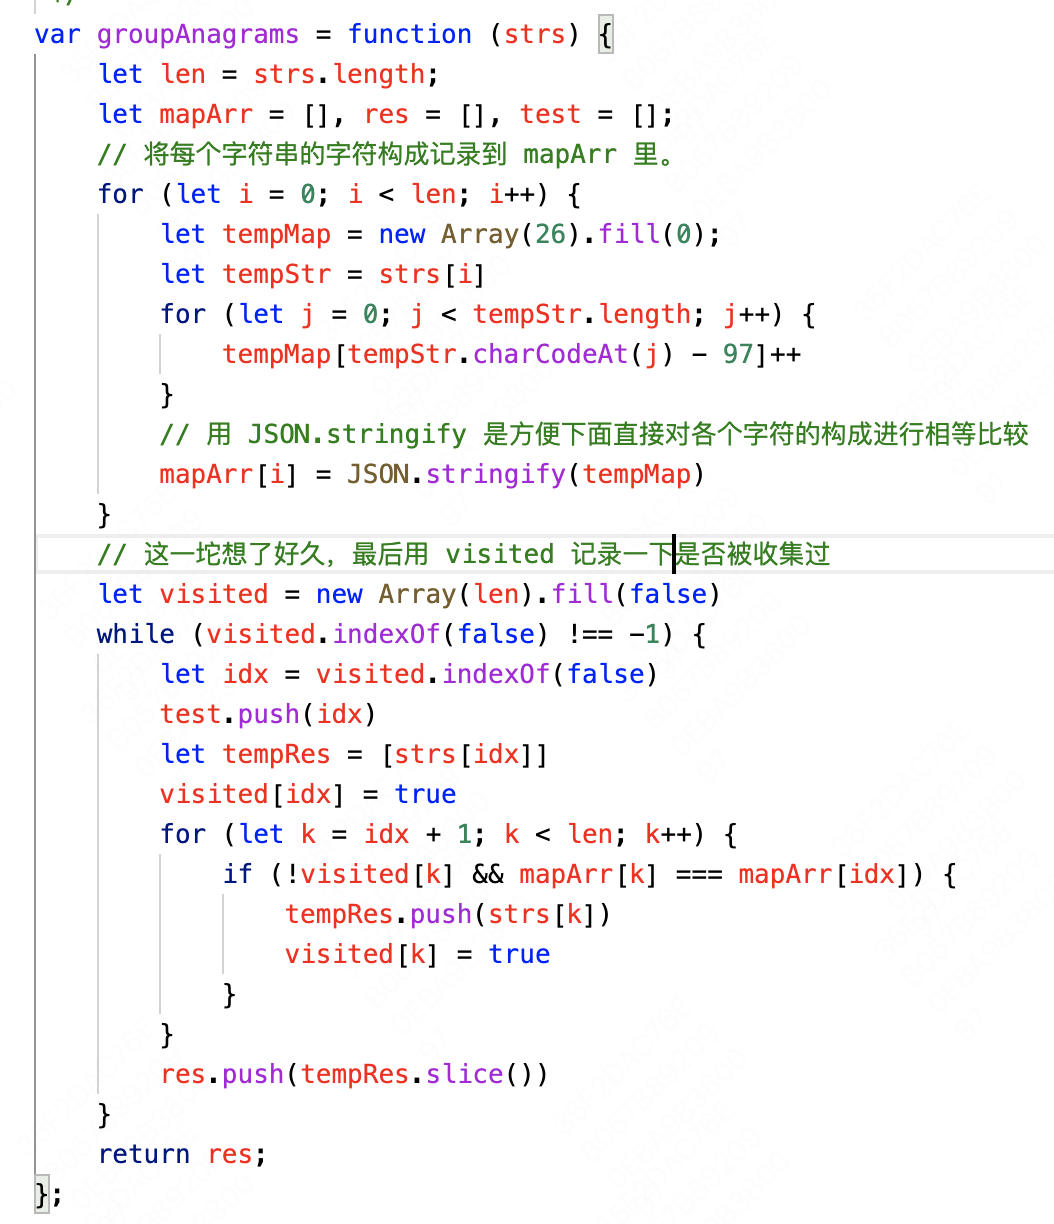 var groupAnagrams = function (strs) {
    let len = strs.length;
    let mapArr = [], res = [], test = [];
    // 将每个字符串的字符构成记录到 mapArr 里。
    for (let i = 0; i < len; i++) {
        let tempMap = new Array(26).fill(0);
        let tempStr = strs[i]
        for (let j = 0; j < tempStr.length; j++) {
            tempMap[tempStr.charCodeAt(j) - 97]++
        }
        // 用 JSON.stringify 是方便下面直接对各个字符的构成进行相等比较
        mapArr[i] = JSON.stringify(tempMap)
    }
    // 这一坨想了好久，最后用 visited 记录一下是否被收集过
    let visited = new Array(len).fill(false)
    while (visited.indexOf(false) !== -1) {
        let idx = visited.indexOf(false)
        test.push(idx)
        let tempRes = [strs[idx]]
        visited[idx] = true
        for (let k = idx + 1; k < len; k++) {
            if (!visited[k] && mapArr[k] === mapArr[idx]) {
                tempRes.push(strs[k])
                visited[k] = true
            }
        }
        res.push(tempRes.slice())
    }
    return res;
};